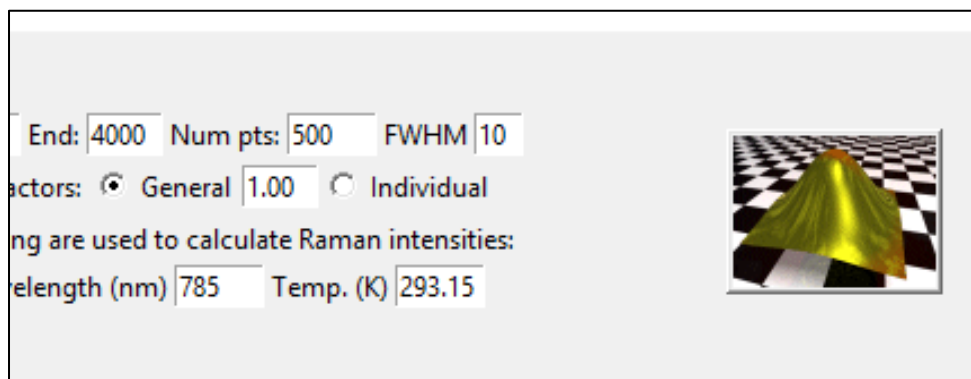 End: 4000 Num pts: 500 FWHM 10
actors: General 1.00 Individual
ng are used to calculate Raman intensities:
elength (nm) 785 Temp. (K) 293.15